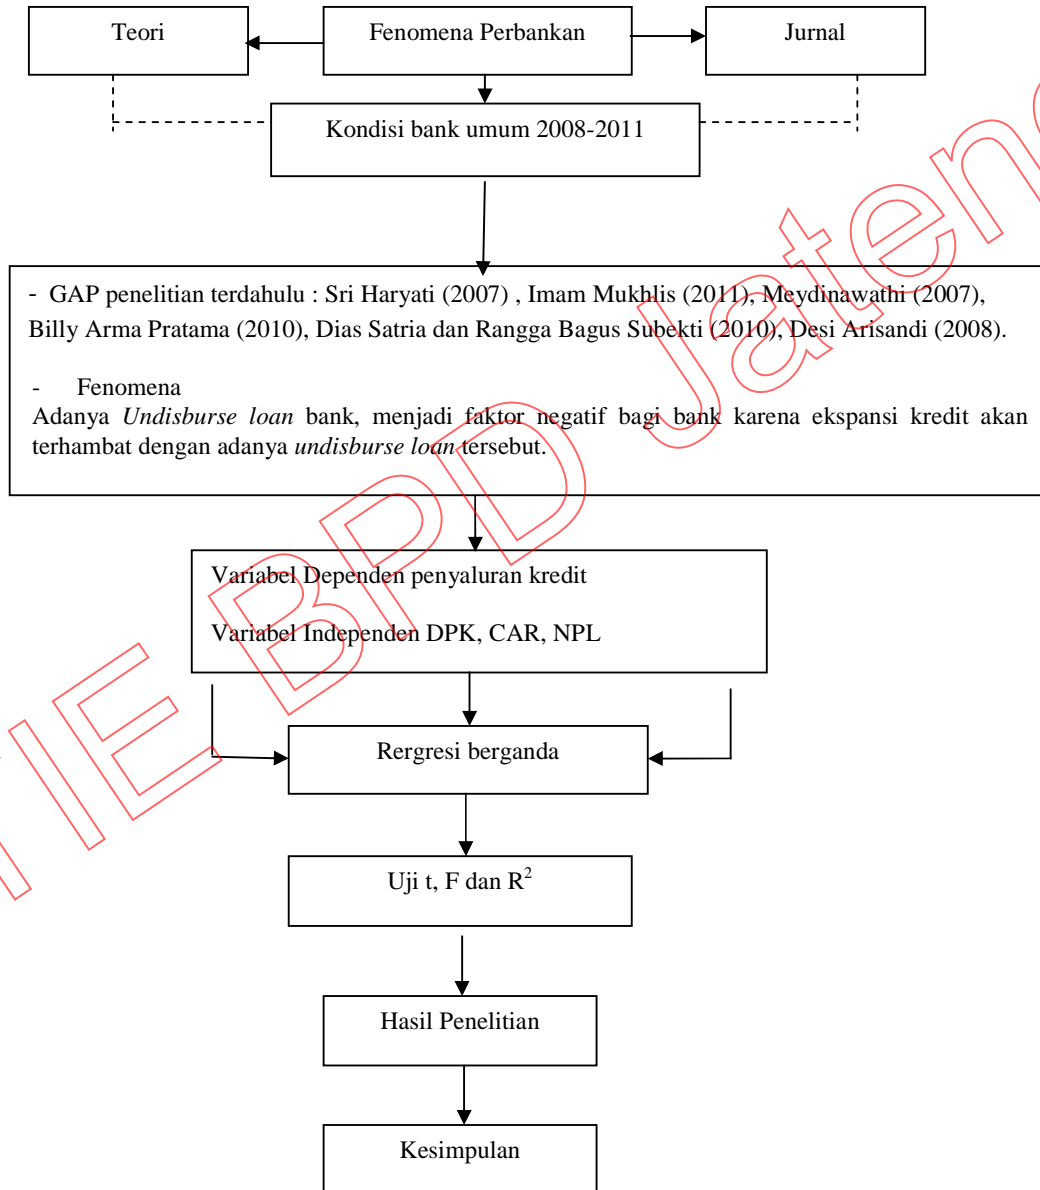 Teori
Fenomena Perbankan
Jurnal
Kondisi bank umum 2008-2011
- GAP penelitian terdahulu : Sri Haryati (2007) , Imam Mukhlis (2011), Meydinawathi (2007),
Billy Arma Pratama (2010), Dias Satria dan Rangga Bagus Subekti (2010), Desi Arisandi (2008).
- Fenomena
Adanya Undisburse loan bank, menjadi faktor negatif bagi bank karena ekspansi kredit akan
terhambat dengan adanya undisburse loan tersebut.
Variabel Dependen penyaluran kredit
Variabel Independen DPK, CAR, NPL
Rergresi berganda
Uji t, F dan R²
Hasil Penelitian
Kesimpulan
TIE BPD Jateng